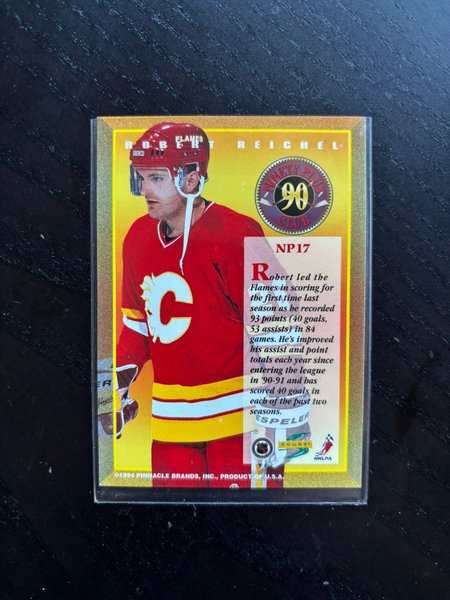 FLAMES
ROBERT REICHEL
NINETY PLUS
90
CLUB
NP17
Robert led the
Flames in scoring for
the first time last
season as he recorded
93 points (40 goals,
53 assists) in 84
games. He's improved
his assist and point
totals each year since
entering the league
in '90-91 and has
scored 40 goals in
each of the past two
seasons.
ESPELER
SCORE
NHLPA
©1994 PINNACLE BRANDS, INC., PRODUCT OF U.S.A.